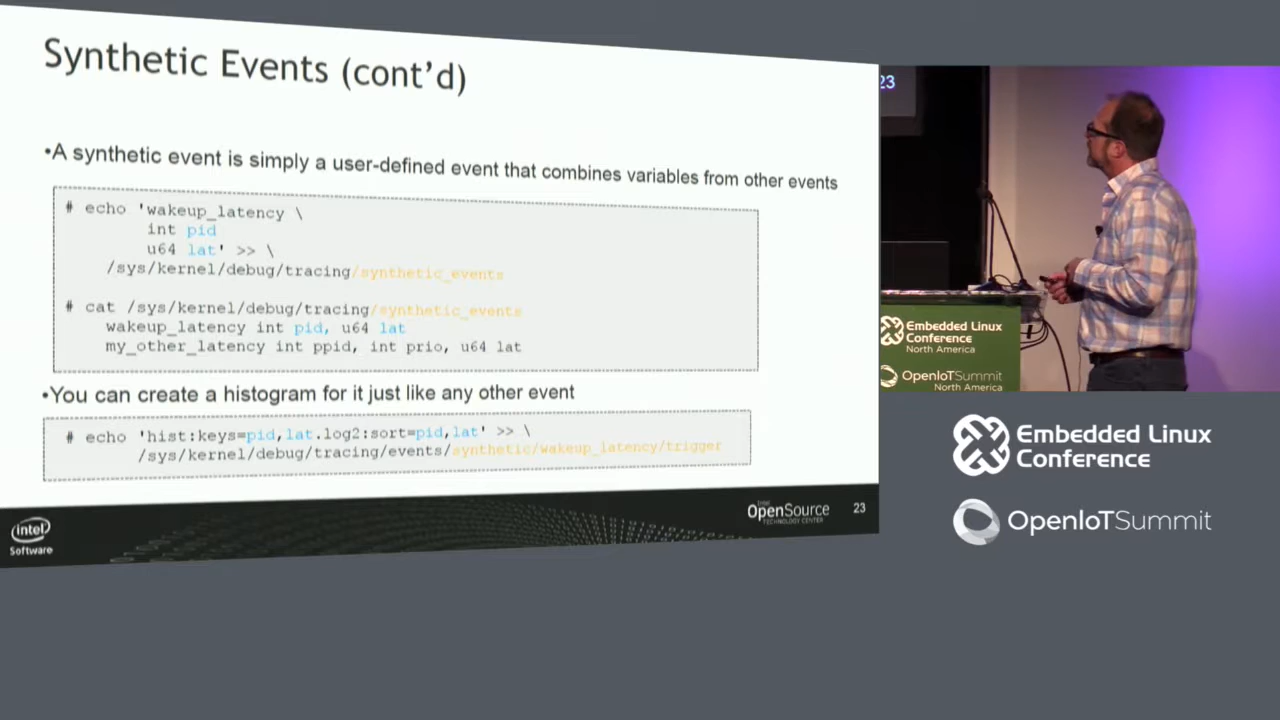 Synthetic Events (cont'd)
•A synthetic event is simply a user-defined event that combines variables from other events
# echo 'wakeup_latency \
int pid
u64 lat' >> \
/sys/kernel/debug/tracing/synthetic_events
# cat /sys/kernel/debug/tracing/synthetic_events
wakeup_latency int pid, u64 lat
my_other_latency int ppid, int prio, u64 lat
•You can create a histogram for it just like any other event
# echo 'hist:keys=pid,lat.log2:sort=pid,lat' >> \
/sys/kernel/debug/tracing/events/synthetic/wakeup_latency/trigger
intel
Software
Intel
OpenSource
TECHNOLOGY CENTER
23
23
Embedded Linux
Conference
North America
OpenIoTSummit
North America
Embedded Linux
Conference
OpenIoTSummit